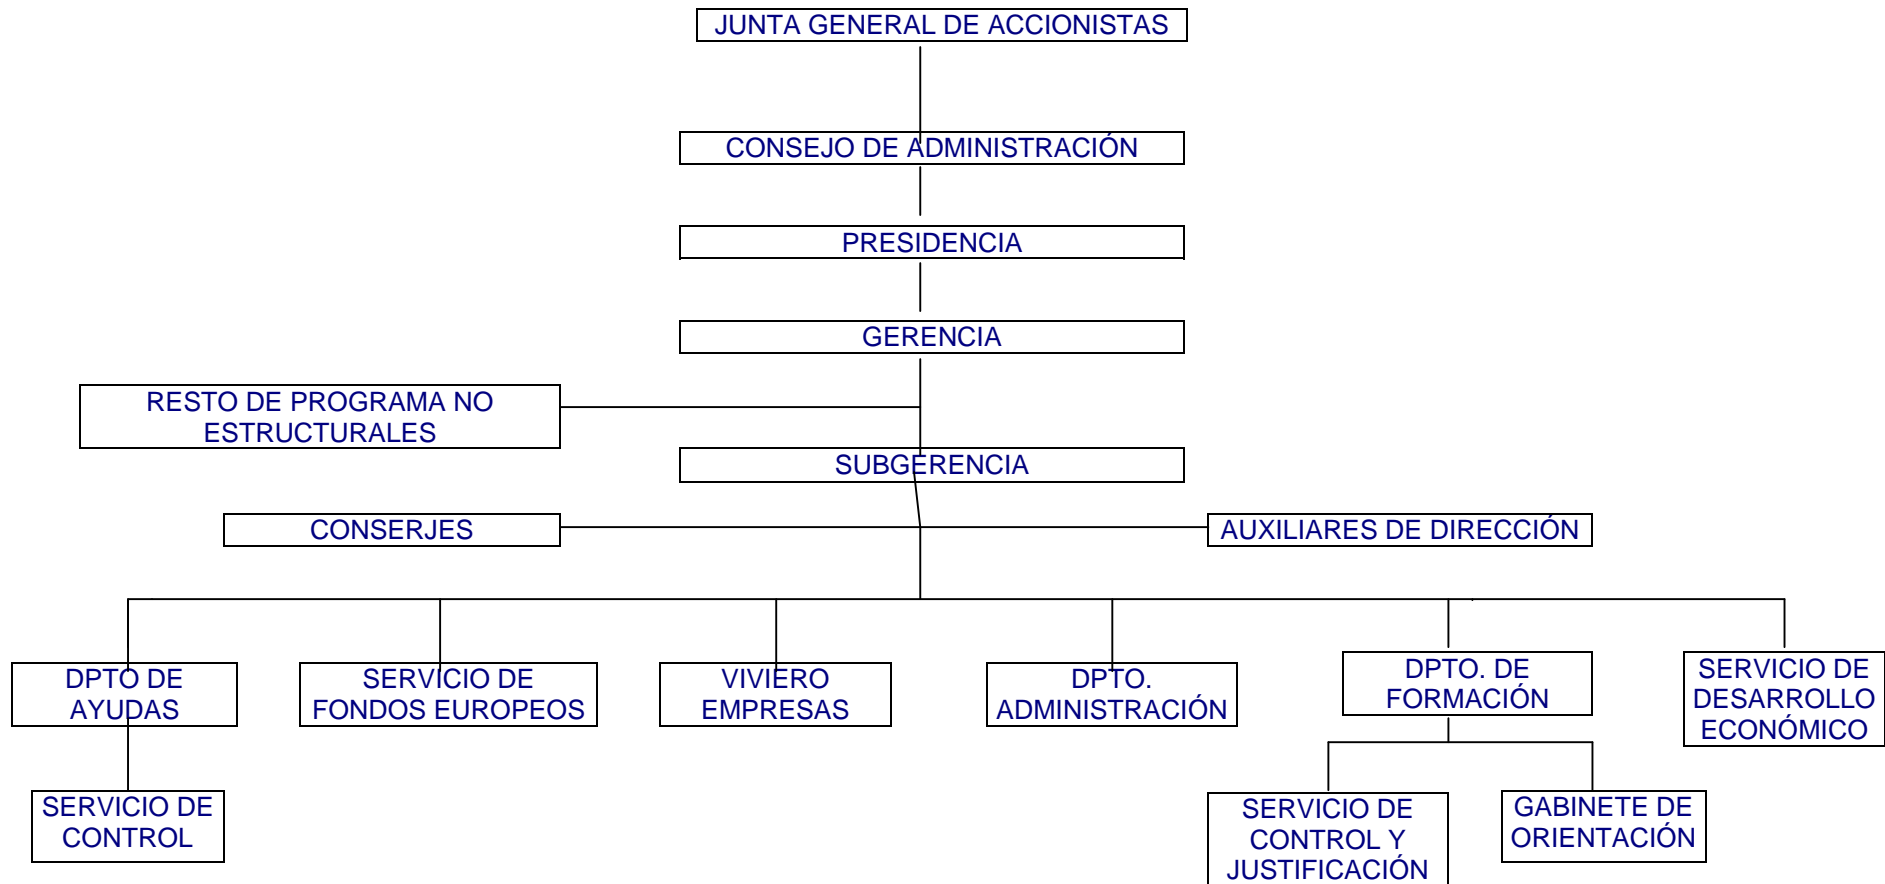 JUNTA GENERAL DE ACCIONISTAS
CONSEJO DE ADMINISTRACIÓN
PRESIDENCIA
GERENCIA
RESTO DE PROGRAMA NO
ESTRUCTURALES
SUBGERENCIA
CONSERJES
AUXILIARES DE DIRECCIÓN
DPTO DE
AYUDAS
SERVICIO DE
FONDOS EUROPEOS
VIVIERO
EMPRESAS
DPTO.
ADMINISTRACIÓN
DPTO. DE
FORMACIÓN
SERVICIO DE
DESARROLLO
ECONÓMICO
SERVICIO DE
CONTROL
SERVICIO DE
CONTROL Y
JUSTIFICACIÓN
GABINETE DE
ORIENTACIÓN